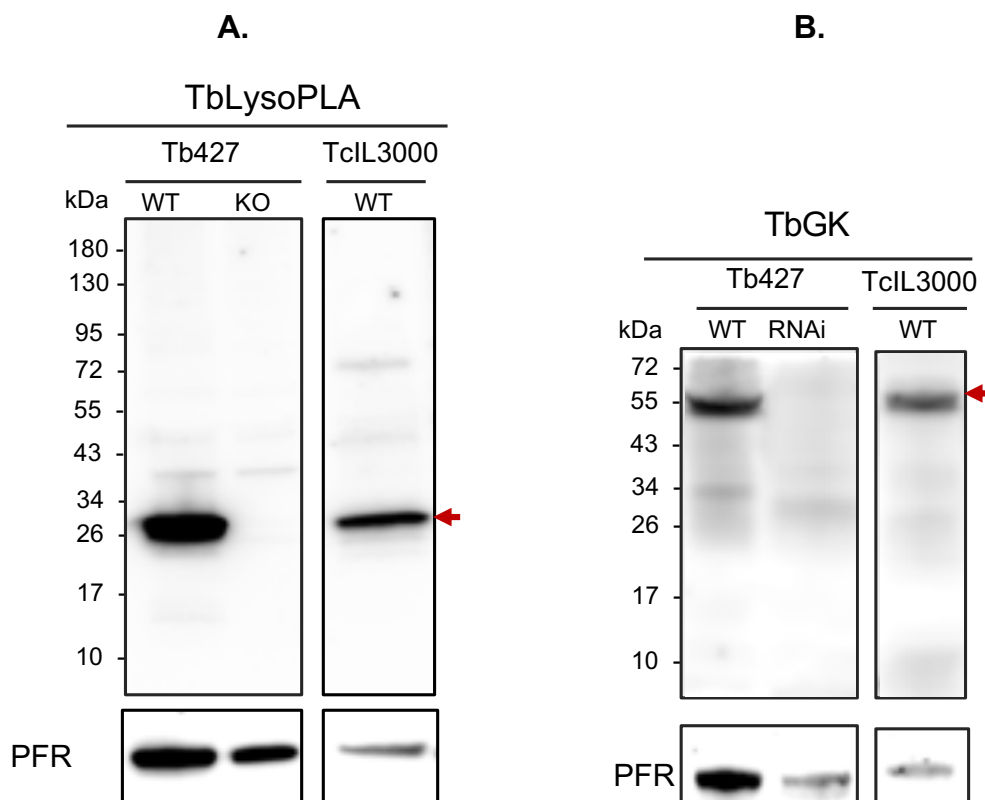 A.
TbLysoPLA
Tb427 TcIL3000
kDa WT KO WT
180
130
95
72
55
43
34
26
17
10
PFR
B.
TbGK
Tb427 TcIL3000
kDa WT RNAi WT
72
55
43
34
26
17
10
PFR